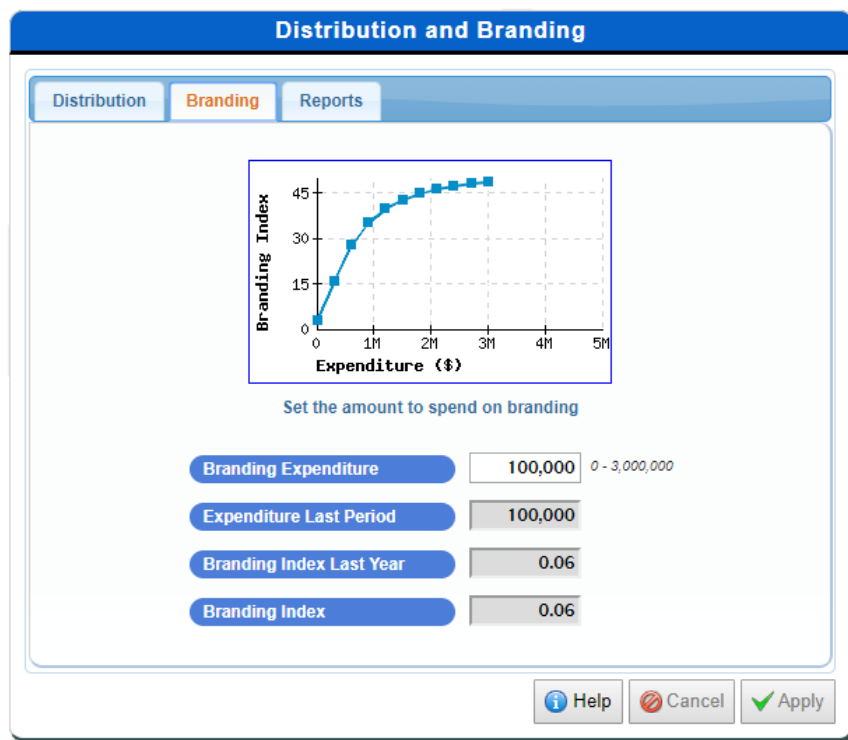 Distribution and Branding
Distribution Branding Reports
Branding Index
45
30
15
0
0 1M 2M 3M 4M 5M
Expenditure ($)
Set the amount to spend on branding
Branding Expenditure 100,000 0 - 3,000,000
Expenditure Last Period 100,000
Branding Index Last Year 0.06
Branding Index 0.06
Help Cancel Apply